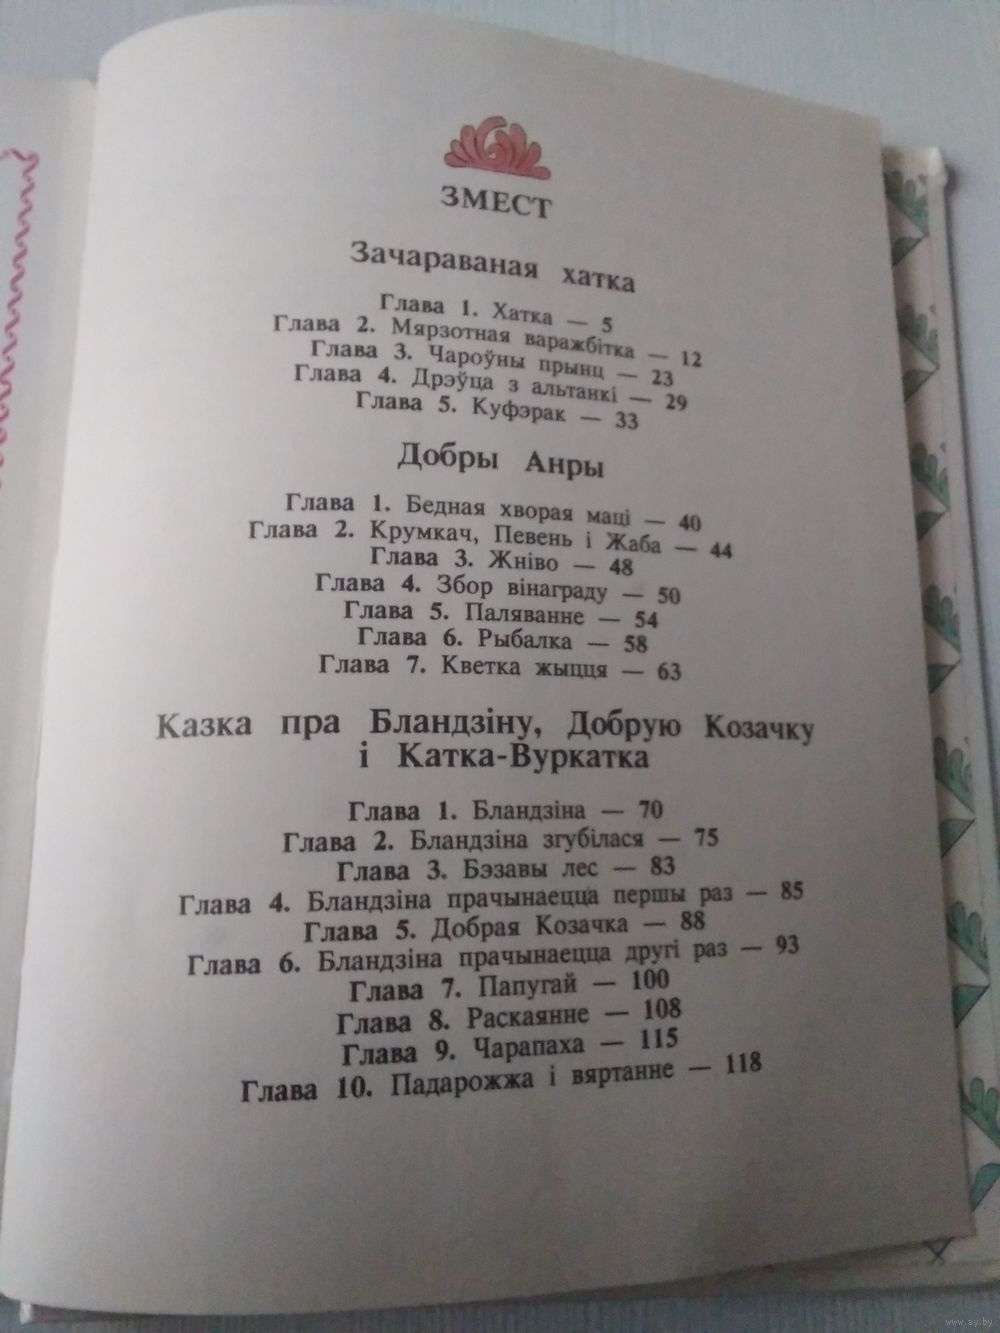 ЗМЕСТ
Зачараваная хатка
Глава 1. Хатка — 5
Глава 2. Мярзотная варажбітка — 12
Глава 3. Чароўны прынц — 23
Глава 4. Дрэўца з альтанкі — 29
Глава 5. Куфэрак — 33
Добры Анры
Глава 1. Бедная хворая маці — 40
Глава 2. Крумкач, Певень і Жаба — 44
Глава 3. Жніво — 48
Глава 4. Збор вінаграду — 50
Глава 5. Паляванне — 54
Глава 6. Рыбалка — 58
Глава 7. Кветка жыцця — 63
Казка пра Бландзіну, Добрую Козачку
і Катка-Вуркатка
Глава 1. Бландзіна — 70
Глава 2. Бландзіна згубілася — 75
Глава 3. Бэзавы лес — 83
Глава 4. Бландзіна прачынаецца першы раз — 85
Глава 5. Добрая Козачка — 88
Глава 6. Бландзіна прачынаецца другі раз — 93
Глава 7. Папугай — 100
Глава 8. Раскаянне — 108
Глава 9. Чарапаха — 115
Глава 10. Падарожжа і вяртанне — 118
www.ay.by